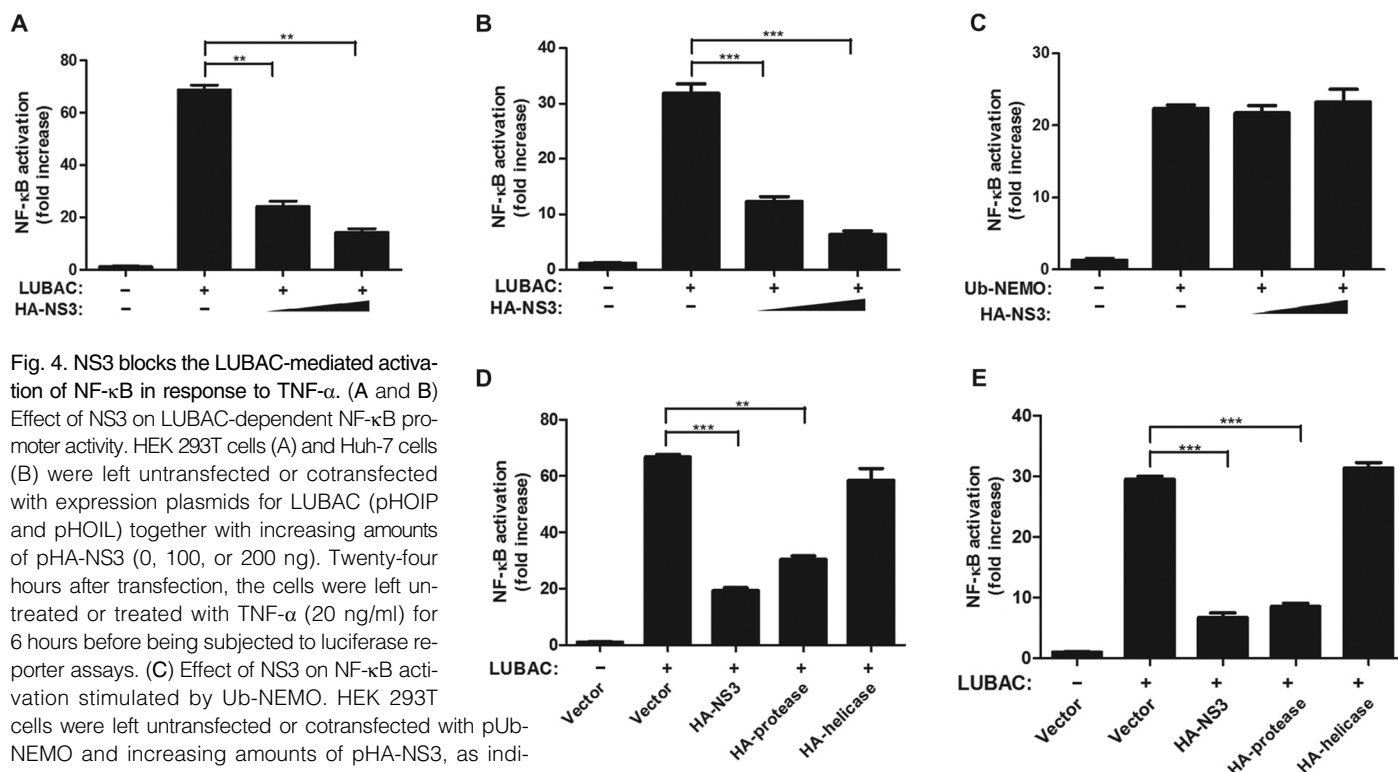 A
**
**
80
60
40
20
0
NF-κB activation
(fold increase)
LUBAC: – + + +
HA-NS3: – –
B
***
***
40
30
20
10
0
NF-κB activation
(fold increase)
LUBAC: – + + +
HA-NS3: – –
C
30
20
10
0
NF-κB activation
(fold increase)
Ub-NEMO: – + + +
HA-NS3: – –
Fig. 4. NS3 blocks the LUBAC-mediated activa-
tion of NF-κB in response to TNF-α. (A and B)
Effect of NS3 on LUBAC-dependent NF-κB pro-
moter activity. HEK 293T cells (A) and Huh-7 cells
(B) were left untransfected or cotransfected
with expression plasmids for LUBAC (pHOIP
and pHOIL) together with increasing amounts
of pHA-NS3 (0, 100, or 200 ng). Twenty-four
hours after transfection, the cells were left un-
treated or treated with TNF-α (20 ng/ml) for
6 hours before being subjected to luciferase re-
porter assays. (C) Effect of NS3 on NF-κB acti-
vation stimulated by Ub-NEMO. HEK 293T
cells were left untransfected or cotransfected with pUb-
NEMO and increasing amounts of pHA-NS3, as indi-
D
**
***
80
60
40
20
0
NF-κB activation
(fold increase)
LUBAC: – + + + +
Vector
Vector
HA-NS3
HA-protease
HA-helicase
E
***
***
40
30
20
10
0
NF-κB activation
(fold increase)
LUBAC: – + + + +
Vector
Vector
HA-NS3
HA-protease
HA-helicase